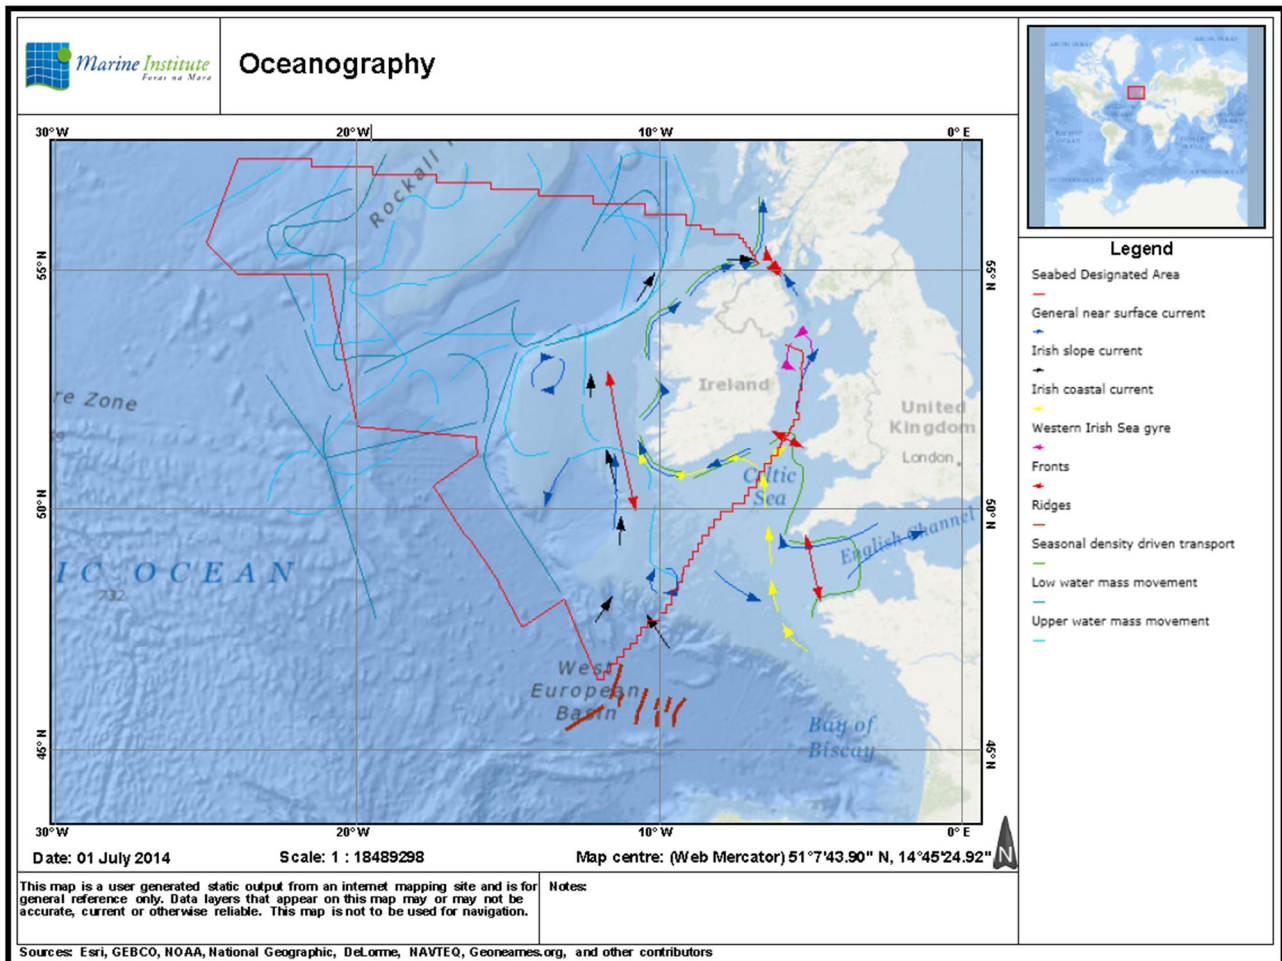 Marine Institute
Foras na Mara
Oceanography
30°W
20°W
10°W
0° E
55° N
55° N
50° N
50° N
45° N
45° N
Rockall
re Zone
IC OCEAN
732
Ireland
United
Kingdom
London
Celtic
Sea
English Channel
West
European
Basin
Bay of
Biscay
30°W
20°W
10°W
0° E
Date: 01 July 2014
Scale: 1 : 18489298
Map centre: (Web Mercator) 51°7'43.90" N, 14°45'24.92"
N
This map is a user generated static output from an internet mapping site and is for
general reference only. Data layers that appear on this map may or may not be
accurate, current or otherwise reliable. This map is not to be used for navigation.
Notes:
Sources: Esri, GEBCO, NOAA, National Geographic, DeLorme, NAVTEQ, Geonames.org, and other contributors
Legend
Seabed Designated Area
General near surface current
Irish slope current
Irish coastal current
Western Irish Sea gyre
Fronts
Ridges
Seasonal density driven transport
Low water mass movement
Upper water mass movement